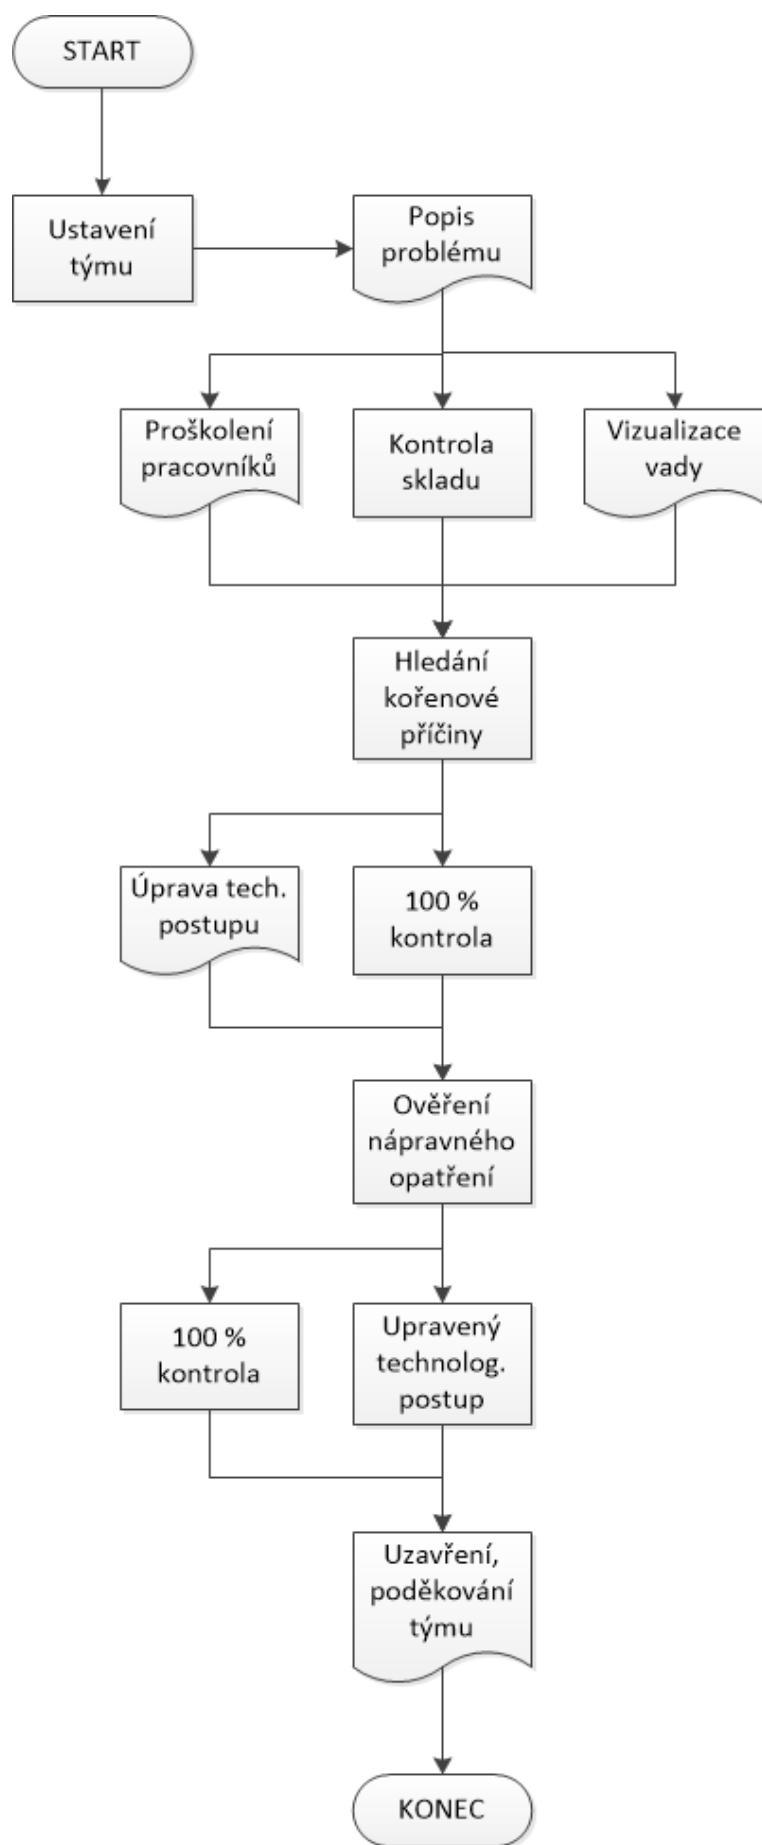 START
Ustavení
týmu
Popis
problému
Proškolení
pracovníků
Kontrola
skladu
Vizualizace
vady
Hledání
kořenové
příčiny
Úprava tech.
postupu
100 %
kontrola
Ověření
nápravného
opatření
100 %
kontrola
Upravený
technolog.
postup
Uzavření,
poděkování
týmu
KONEC